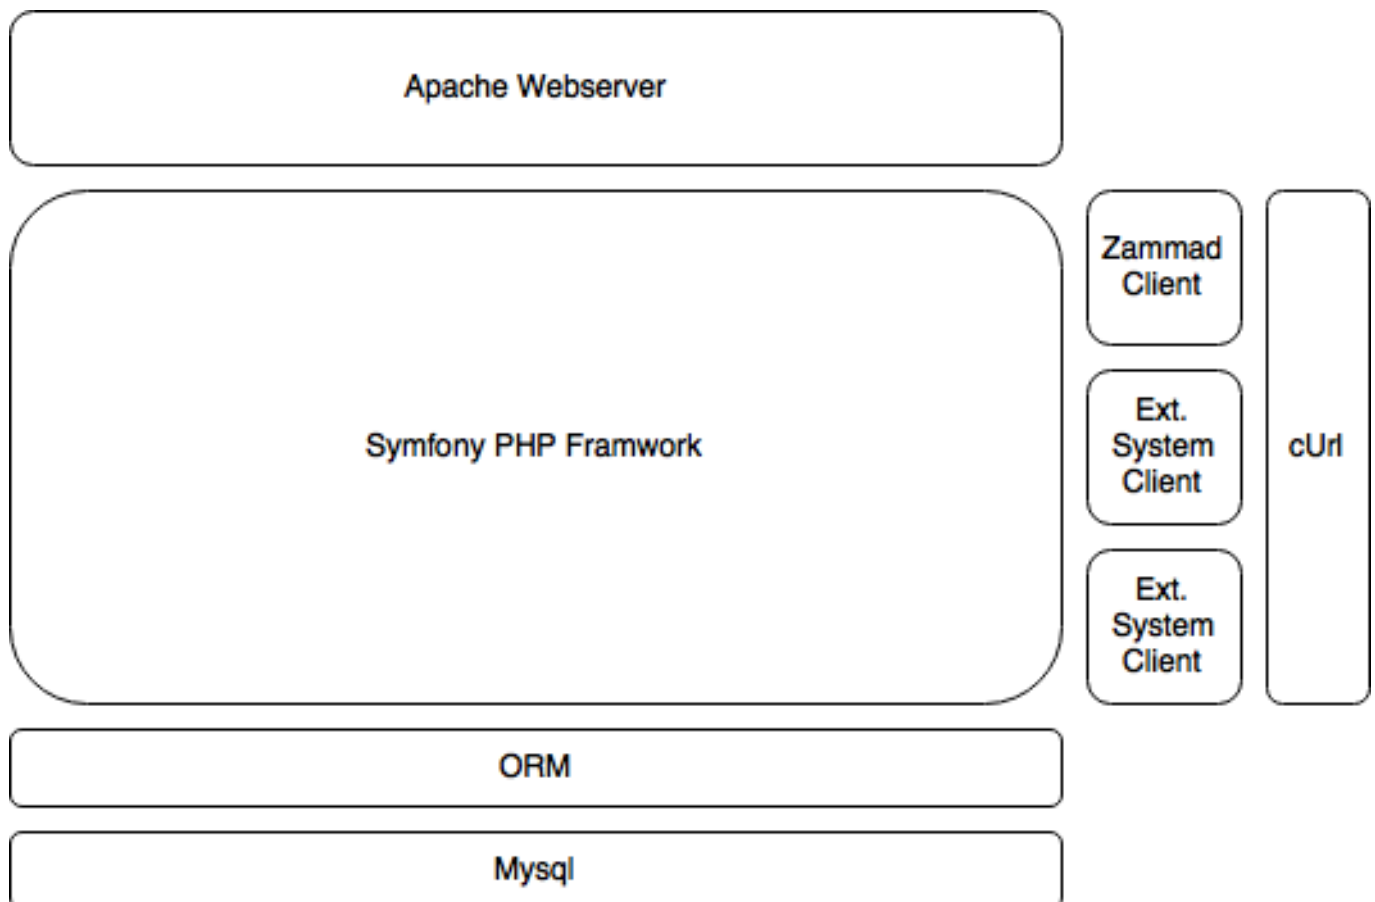 Apache Webserver
Zammad
Client
Symfony PHP Framwork
Ext.
System
Client
cUrl
Ext.
System
Client
ORM
Mysql